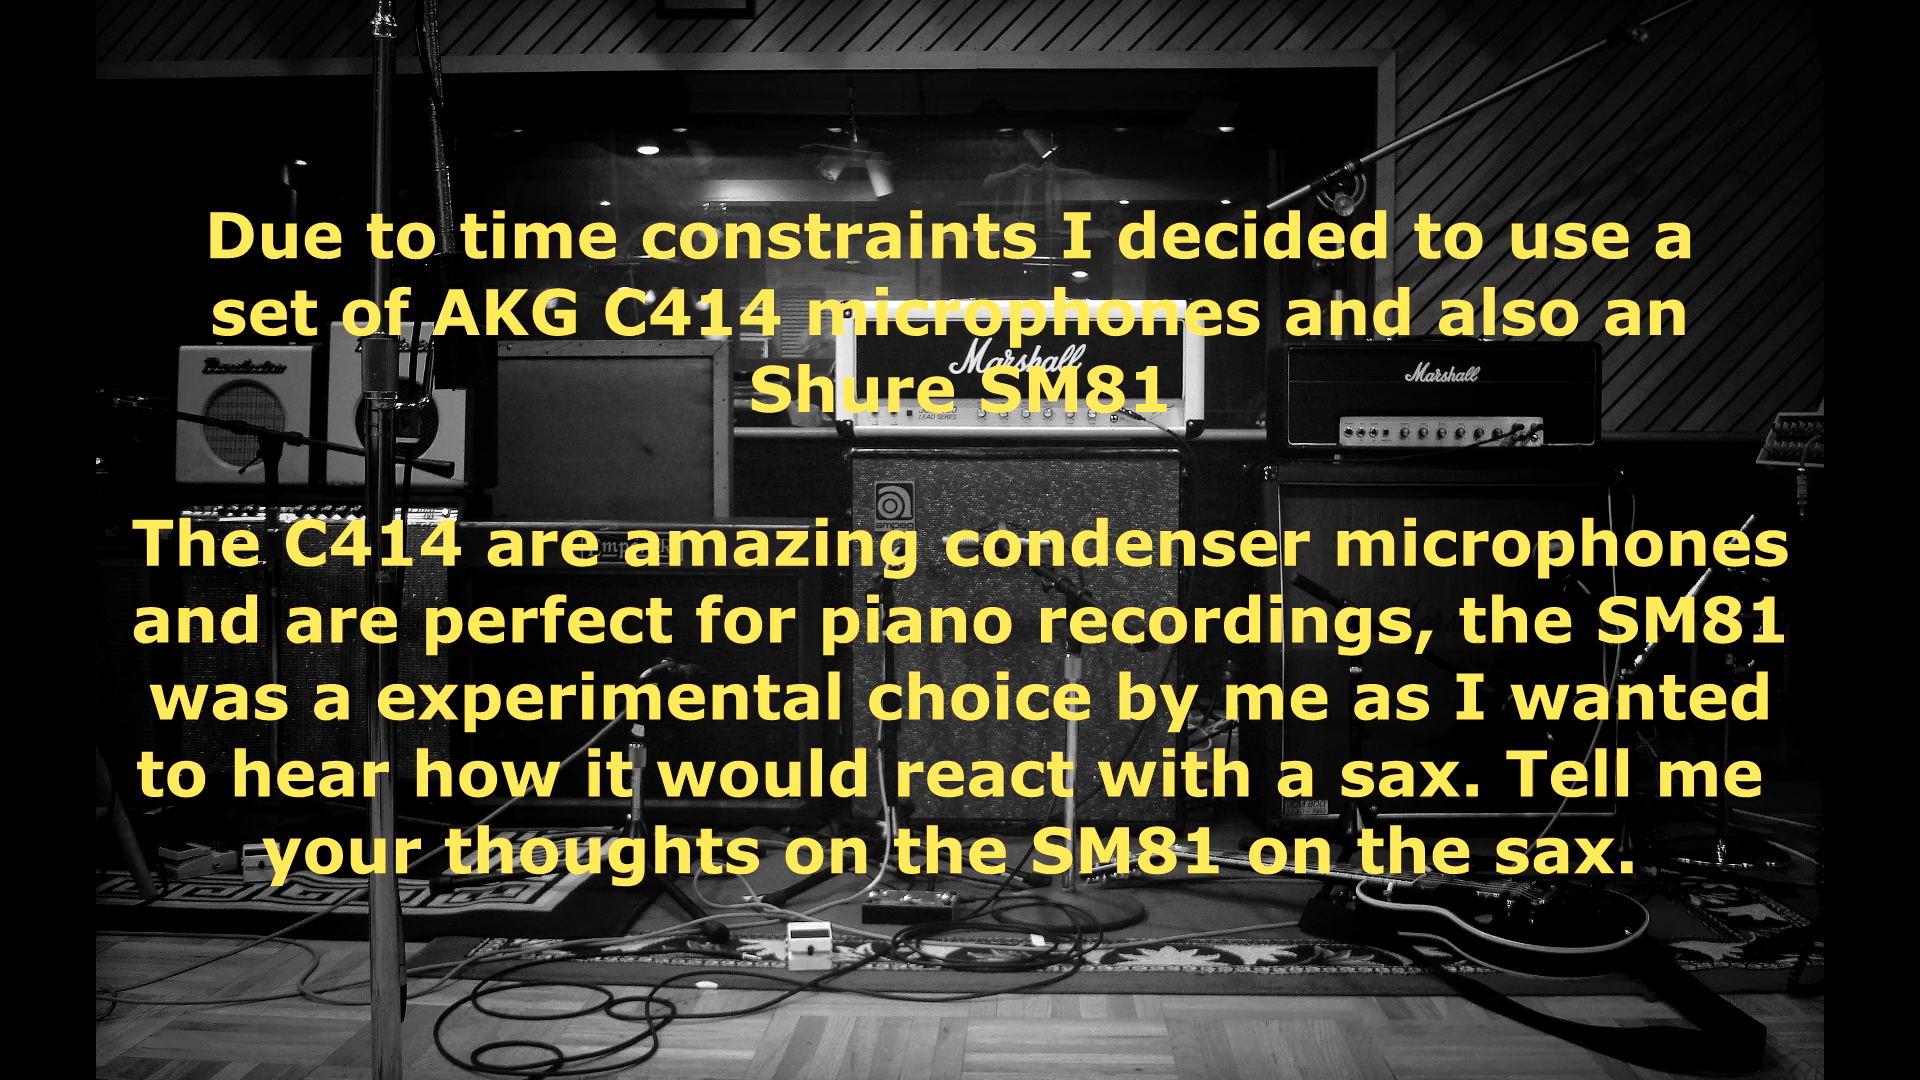 Due to time constraints I decided to use a
set of AKG C414 microphones and also an
Marshall
Marshall
Shure SM81
LEAD SERIES
ampeg
The C414 are amazing condenser microphones
and are perfect for piano recordings, the SM81
was a experimental choice by me as I wanted
to hear how it would react with a sax. Tell me
your thoughts on the SM81 on the sax.